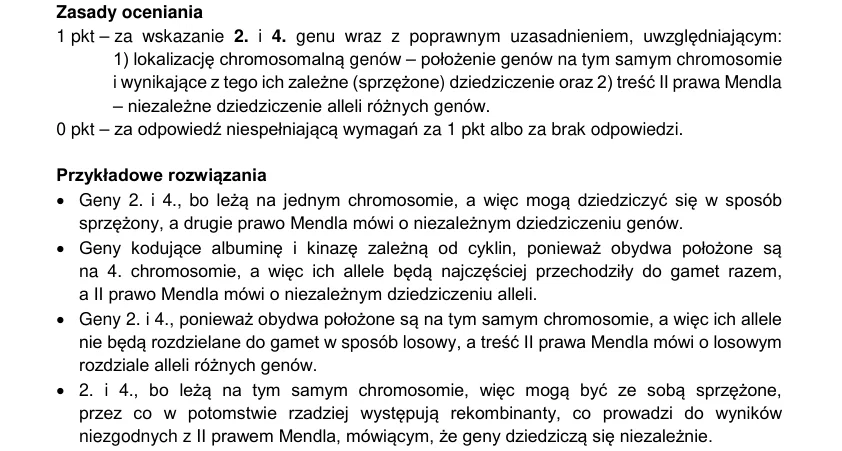 Zasady oceniania
1 pkt – za wskazanie 2. i 4. genu wraz z poprawnym uzasadnieniem, uwzględniającym:
1) lokalizację chromosomalną genów – położenie genów na tym samym chromosomie
i wynikające z tego ich zależne (sprzężone) dziedziczenie oraz 2) treść II prawa Mendla
– niezależne dziedziczenie alleli różnych genów.
0 pkt – za odpowiedź niespełniającą wymagań za 1 pkt albo za brak odpowiedzi.
Przykładowe rozwiązania
• Geny 2. i 4., bo leżą na jednym chromosomie, a więc mogą dziedziczyć się w sposób
sprzężony, a drugie prawo Mendla mówi o niezależnym dziedziczeniu genów.
• Geny kodujące albuminę i kinazę zależną od cyklin, ponieważ obydwa położone są
na 4. chromosomie, a więc ich allele będą najczęściej przechodziły do gamet razem,
a II prawo Mendla mówi o niezależnym dziedziczeniu alleli.
• Geny 2. i 4., ponieważ obydwa położone są na tym samym chromosomie, a więc ich allele
nie będą rozdzielane do gamet w sposób losowy, a treść II prawa Mendla mówi o losowym
rozdziale alleli różnych genów.
• 2. i 4., bo leżą na tym samym chromosomie, więc mogą być ze sobą sprzężone,
przez co w potomstwie rzadziej występują rekombinanty, co prowadzi do wyników
niezgodnych z II prawem Mendla, mówiącym, że geny dziedziczą się niezależnie.